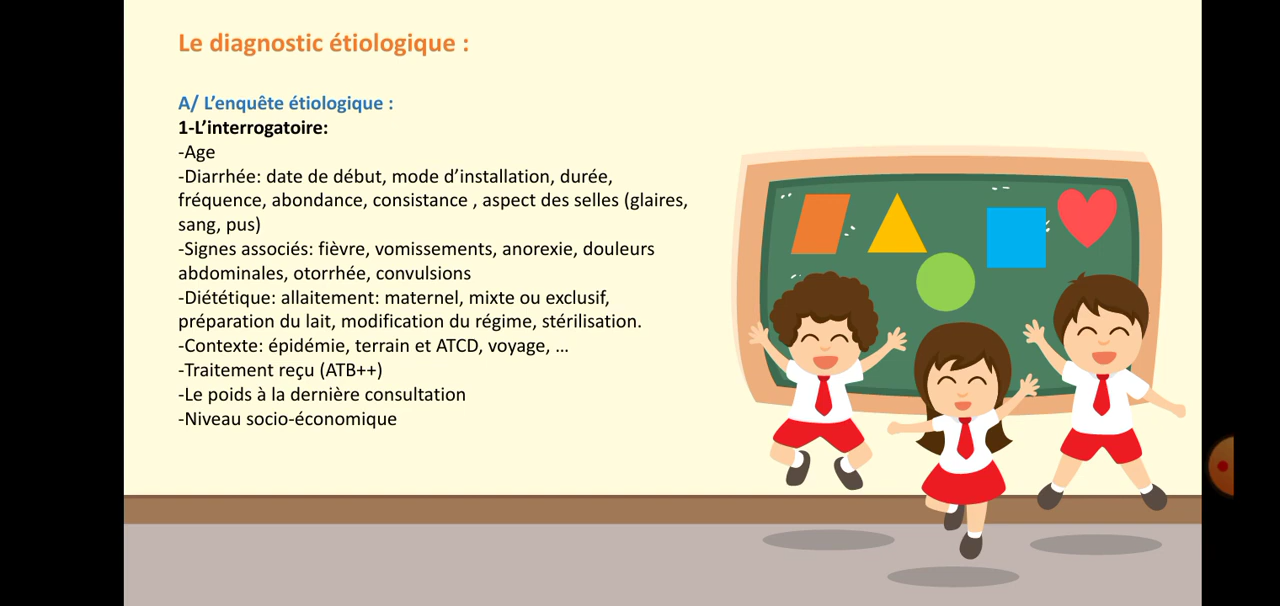 Le diagnostic étiologique :
A/ L’enquête étiologique :
1-L’interrogatoire:
-Age
-Diarrhée: date de début, mode d’installation, durée,
fréquence, abondance, consistance , aspect des selles (glaires,
sang, pus)
-Signes associés: fièvre, vomissements, anorexie, douleurs
abdominales, otorrhée, convulsions
-Diététique: allaitement: maternel, mixte ou exclusif,
préparation du lait, modification du régime, stérilisation.
-Contexte: épidémie, terrain et ATCD, voyage, …
-Traitement reçu (ATB++)
-Le poids à la dernière consultation
-Niveau socio-économique